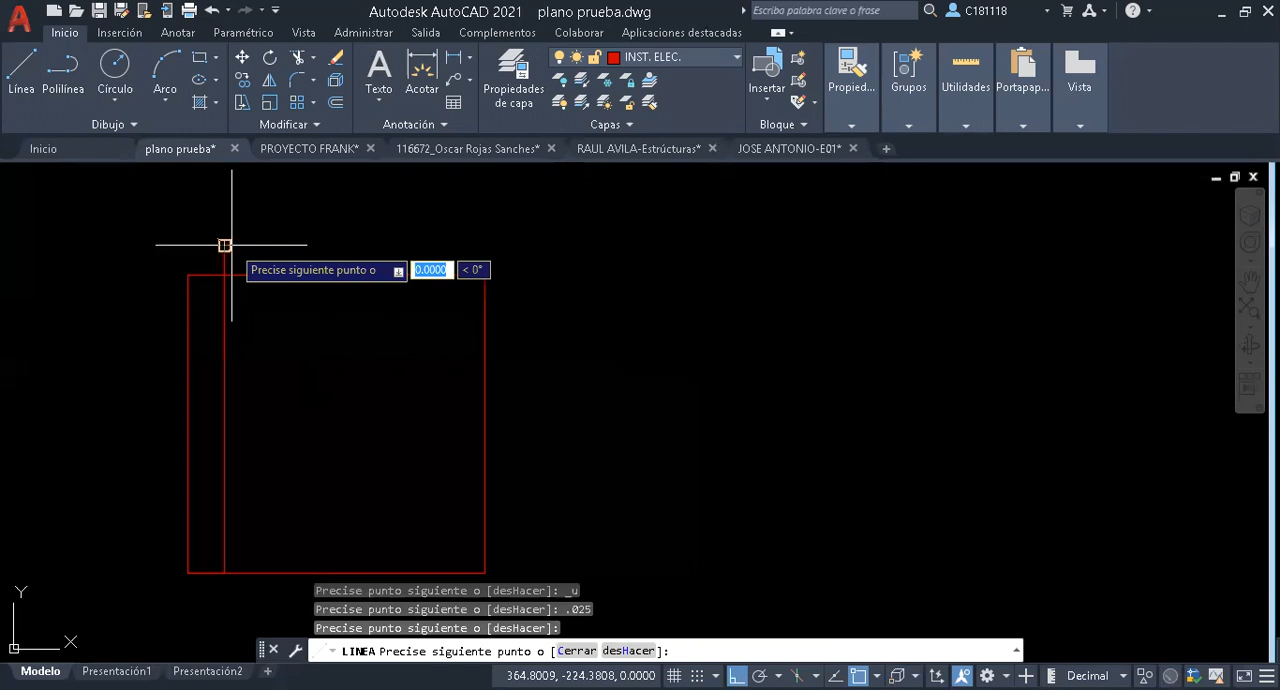 Autodesk AutoCAD 2021 plano prueba.dwg
Escriba palabra clave o frase
C181118
Inicio Inserción Anotar Paramétrico Vista Administrar Salida Complementos Colaborar Aplicaciones destacadas
INST. ELEC.
Línea Polilínea Círculo Arco
Texto Acotar
Propiedades
de capa
Insertar
Propied... Grupos Utilidades Portapap... Vista
Dibujo Modificar Anotación Capas Bloque
Inicio plano prueba* PROYECTO FRANK* 116672_Oscar Rojas Sanches* RAUL AVILA-Estrúcturas* JOSE ANTONIO-E01*
Precise siguiente punto o 0.0000 < 0°
Y
X
Precise punto siguiente o [desHacer]: _u
Precise punto siguiente o [desHacer]: .025
Precise punto siguiente o [desHacer]:
LINEA Precise siguiente punto o [Cerrar desHacer]:
Modelo Presentación1 Presentación2 +
364.8009, -224.3808, 0.0000
Decimal